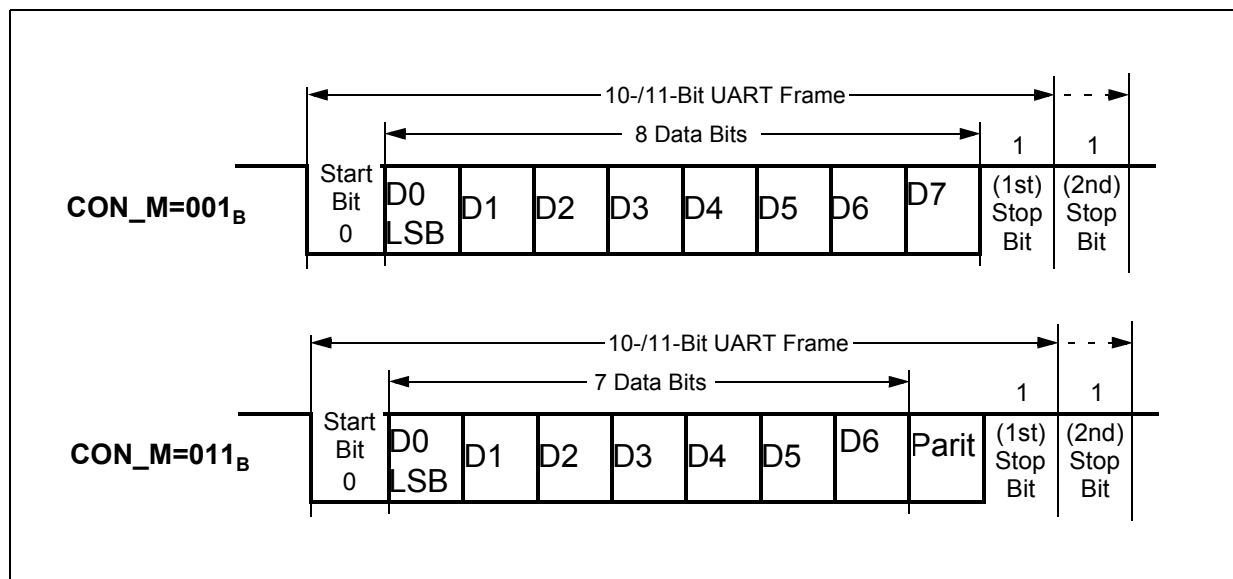 10-/11-Bit UART Frame
8 Data Bits
1
1
CON_M=001B
Start
Bit
0
D0
LSB
D1
D2
D3
D4
D5
D6
D7
(1st)
Stop
Bit
(2nd)
Stop
Bit
10-/11-Bit UART Frame
7 Data Bits
1
1
CON_M=011B
Start
Bit
0
D0
LSB
D1
D2
D3
D4
D5
D6
Parit
(1st)
Stop
Bit
(2nd)
Stop
Bit